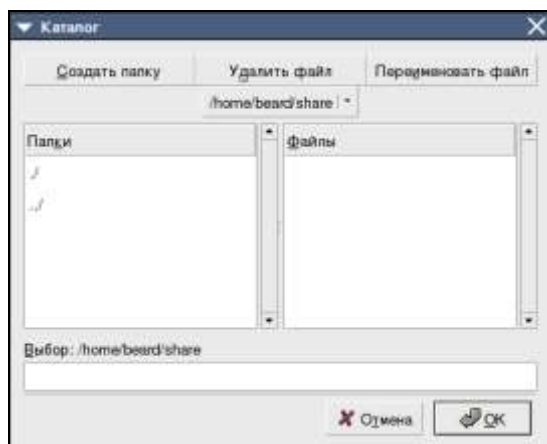 Каталог
Создать папку Удалить файл Переименовать файл
/home/beard/share
Папки Файлы
./
../
Выбор: /home/beard/share
Отмена OK